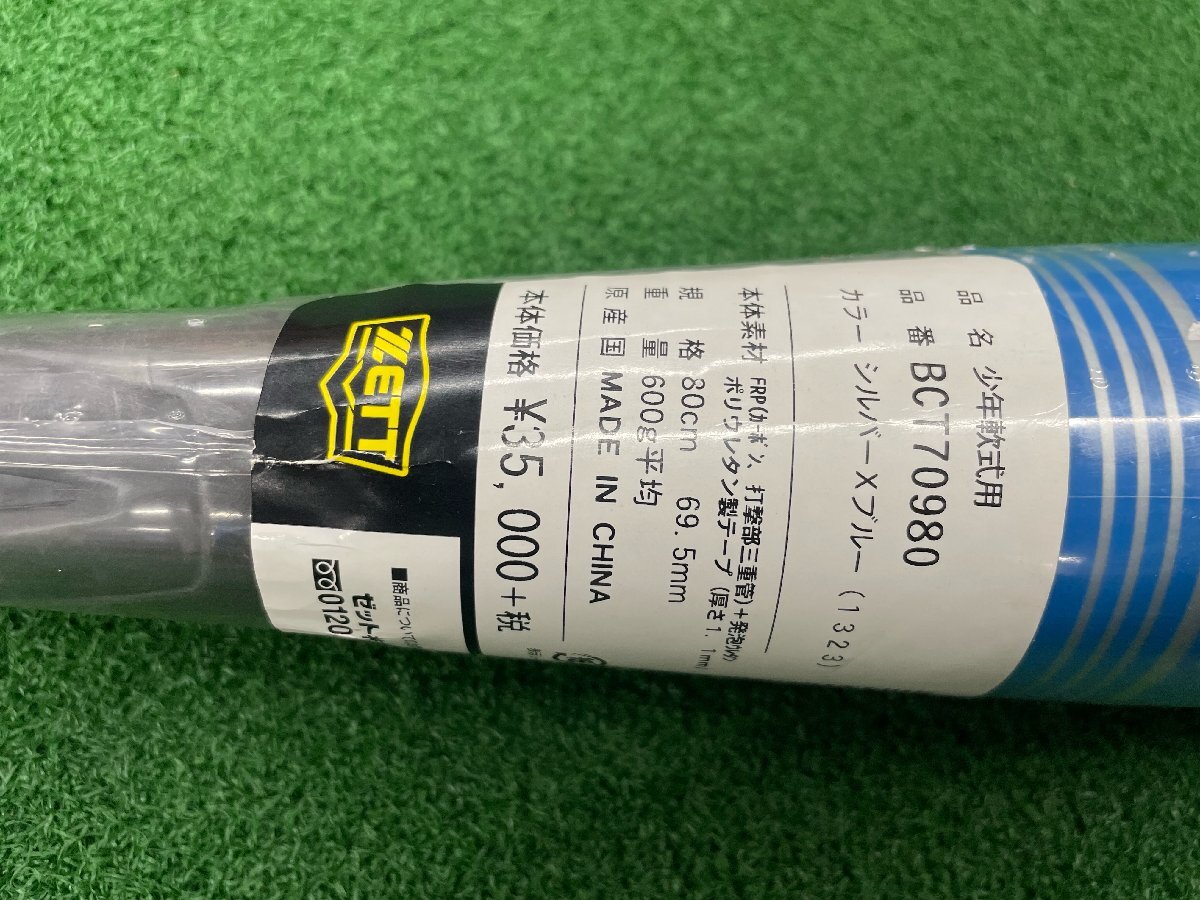 品名 少年軟式用
品番 BCT70980
カラー シルバー×ブルー (1323)
本体素材 FRP(カーボン、打撃部三重管)+発泡
ポリウレタン製テープ(厚さ1.1mm
規格 80cm 69.5mm
重量 600g平均
原産国 MADE IN CHINA
本体価格 ¥35,000+税
ZETT
■商品について
ゼット
0120